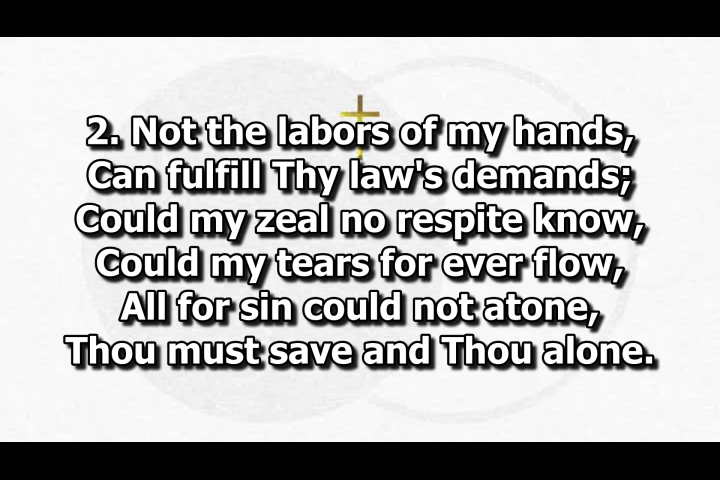 2. Not the labors of my hands,
Can fulfill Thy law's demands;
Could my zeal no respite know,
Could my tears for ever flow,
All for sin could not atone,
Thou must save and Thou alone.